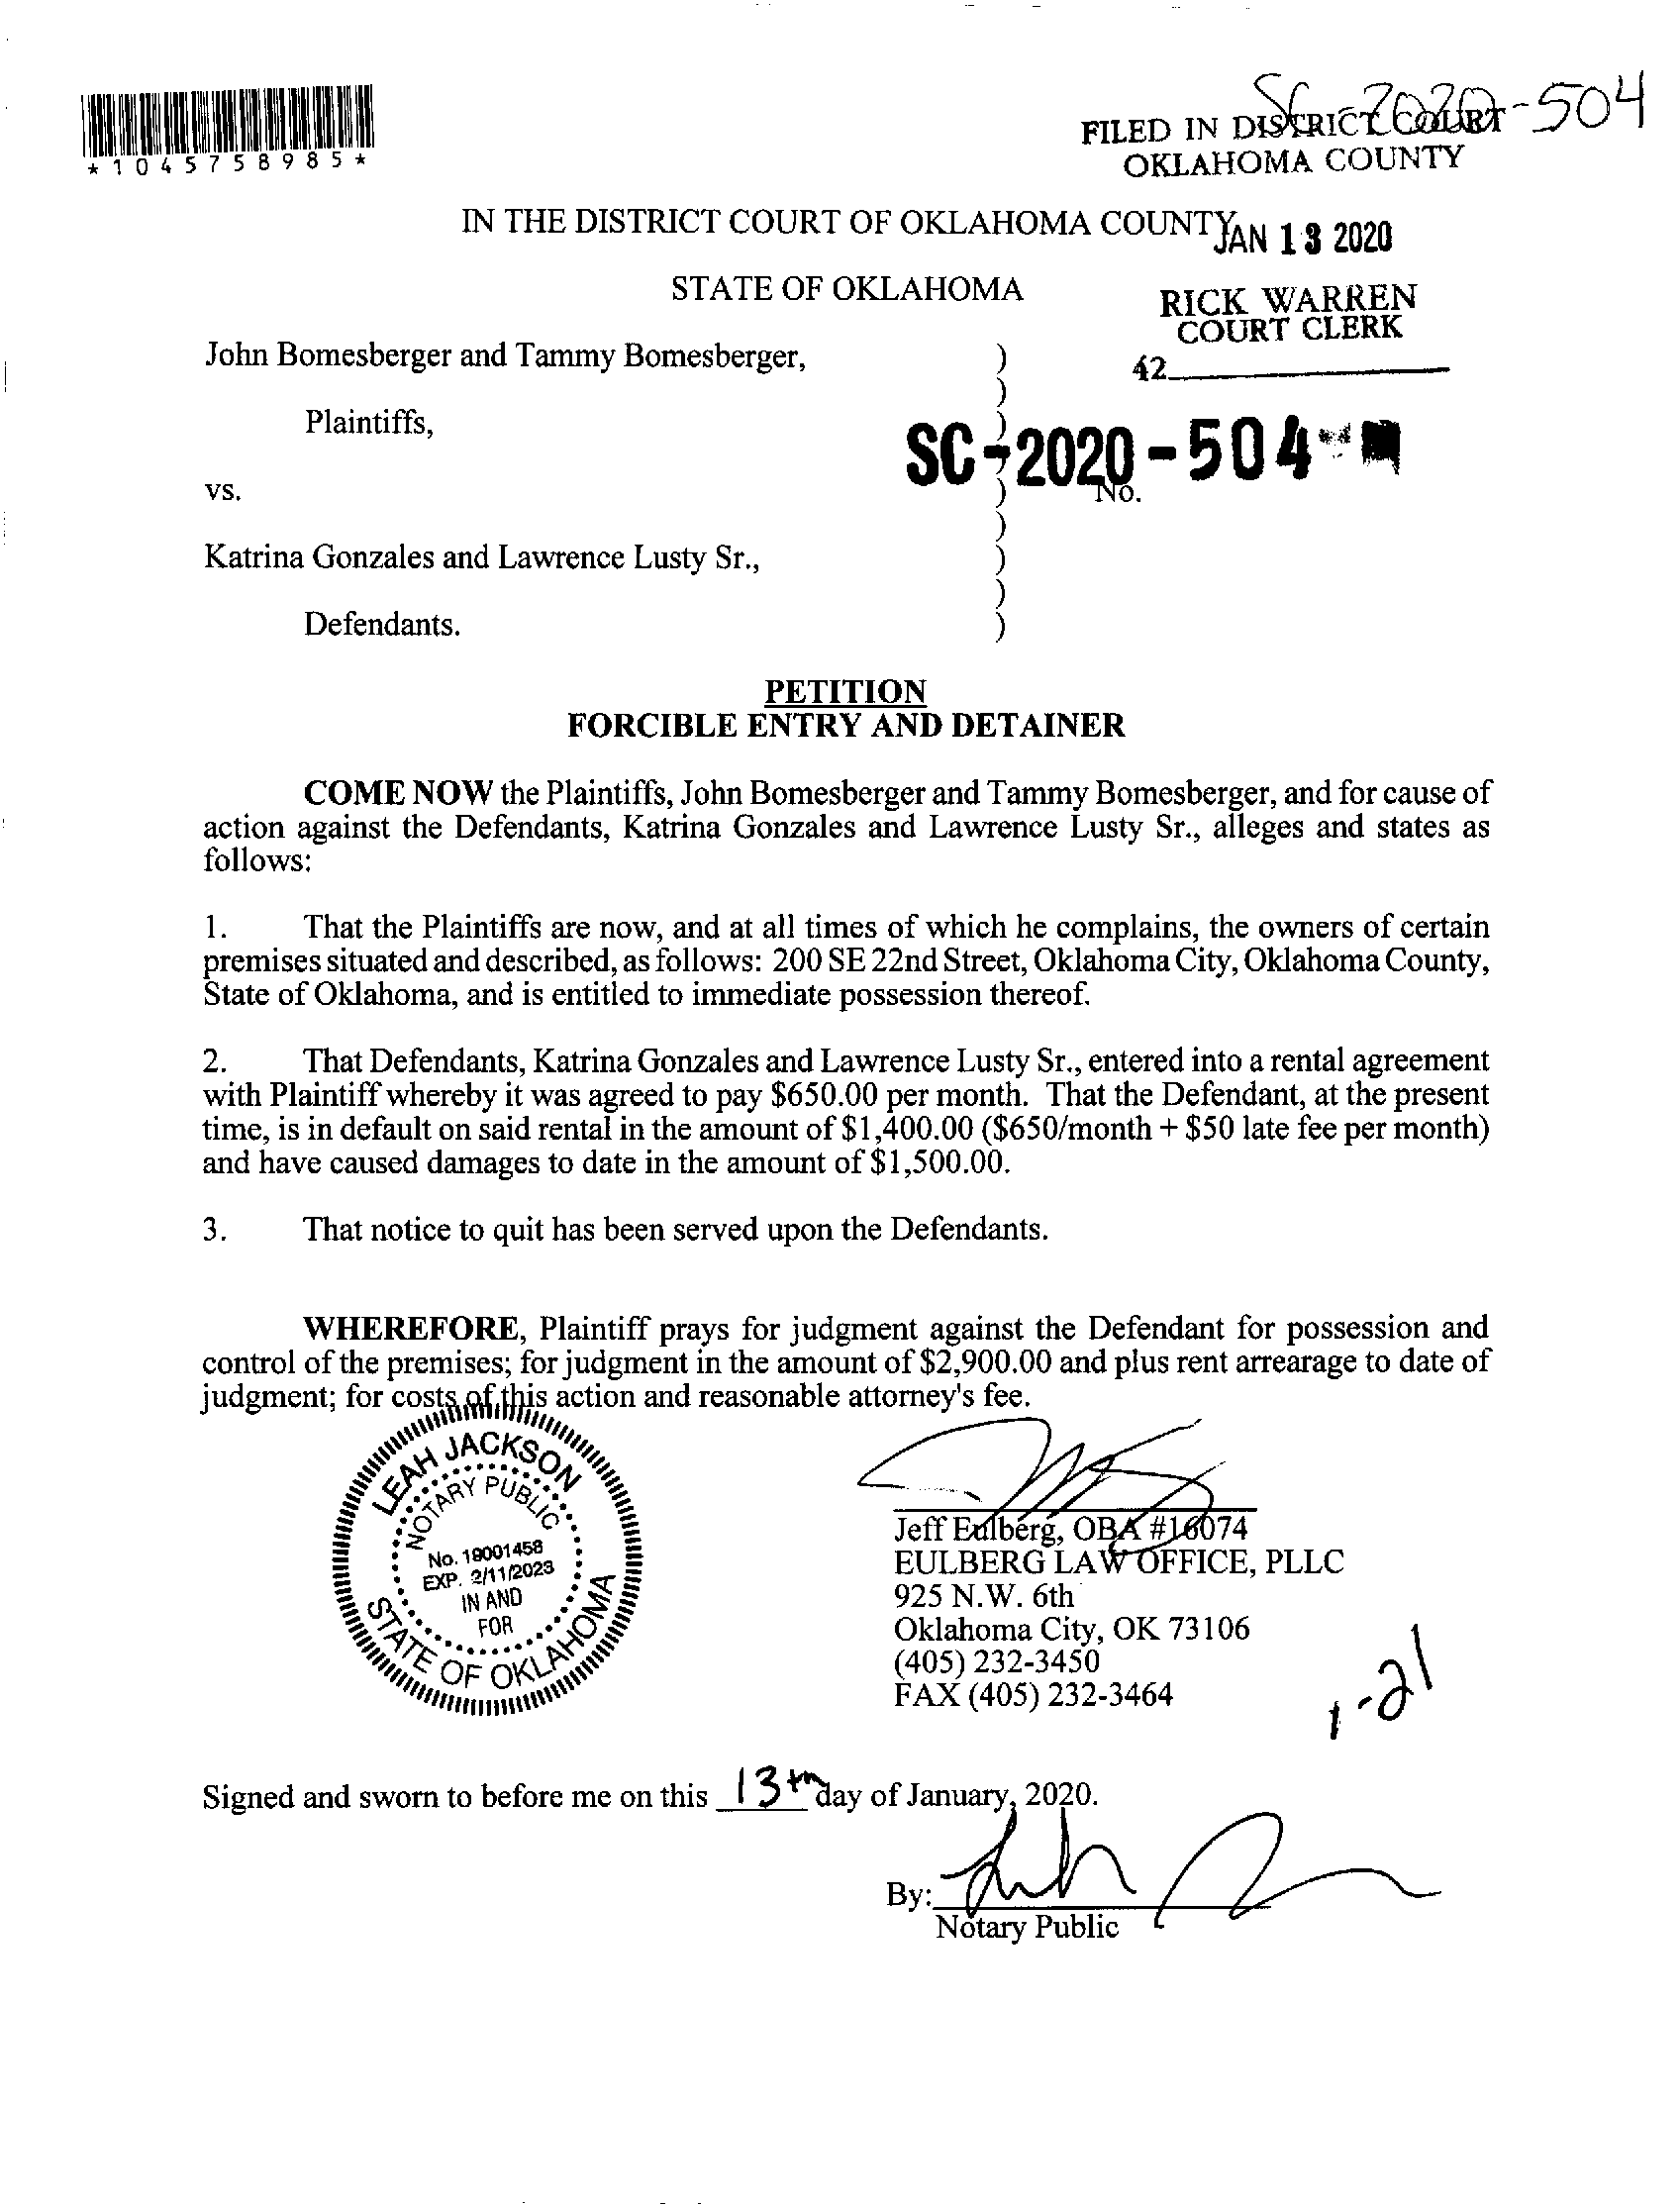 SC-2020-504
*1045758985*
FILED IN DISTRICT COURT
OKLAHOMA COUNTY
IN THE DISTRICT COURT OF OKLAHOMA COUNTY
JAN 13 2020
STATE OF OKLAHOMA
RICK WARREN
COURT CLERK
42
John Bomesberger and Tammy Bomesberger, )
)
Plaintiffs, )
SC-2020-504
vs. ) No.
)
Katrina Gonzales and Lawrence Lusty Sr., )
)
Defendants. )
PETITION
FORCIBLE ENTRY AND DETAINER
COME NOW the Plaintiffs, John Bomesberger and Tammy Bomesberger, and for cause of
action against the Defendants, Katrina Gonzales and Lawrence Lusty Sr., alleges and states as
follows:
1. That the Plaintiffs are now, and at all times of which he complains, the owners of certain
premises situated and described, as follows: 200 SE 22nd Street, Oklahoma City, Oklahoma County,
State of Oklahoma, and is entitled to immediate possession thereof.
2. That Defendants, Katrina Gonzales and Lawrence Lusty Sr., entered into a rental agreement
with Plaintiff whereby it was agreed to pay $650.00 per month. That the Defendant, at the present
time, is in default on said rental in the amount of $1,400.00 ($650/month + $50 late fee per month)
and have caused damages to date in the amount of $1,500.00.
3. That notice to quit has been served upon the Defendants.
WHEREFORE, Plaintiff prays for judgment against the Defendant for possession and
control of the premises; for judgment in the amount of $2,900.00 and plus rent arrearage to date of
judgment; for costs of this action and reasonable attorney's fee.
LEAH JACKSON
NOTARY PUBLIC
No. 19001458
EXP. 2/11/2023
IN AND
FOR
STATE OF OKLAHOMA
Jeff Eulberg, OBA #16074
EULBERG LAW OFFICE, PLLC
925 N.W. 6th
Oklahoma City, OK 73106
(405) 232-3450
FAX (405) 232-3464
1-21
Signed and sworn to before me on this 13th day of January, 2020.
By:
Notary Public